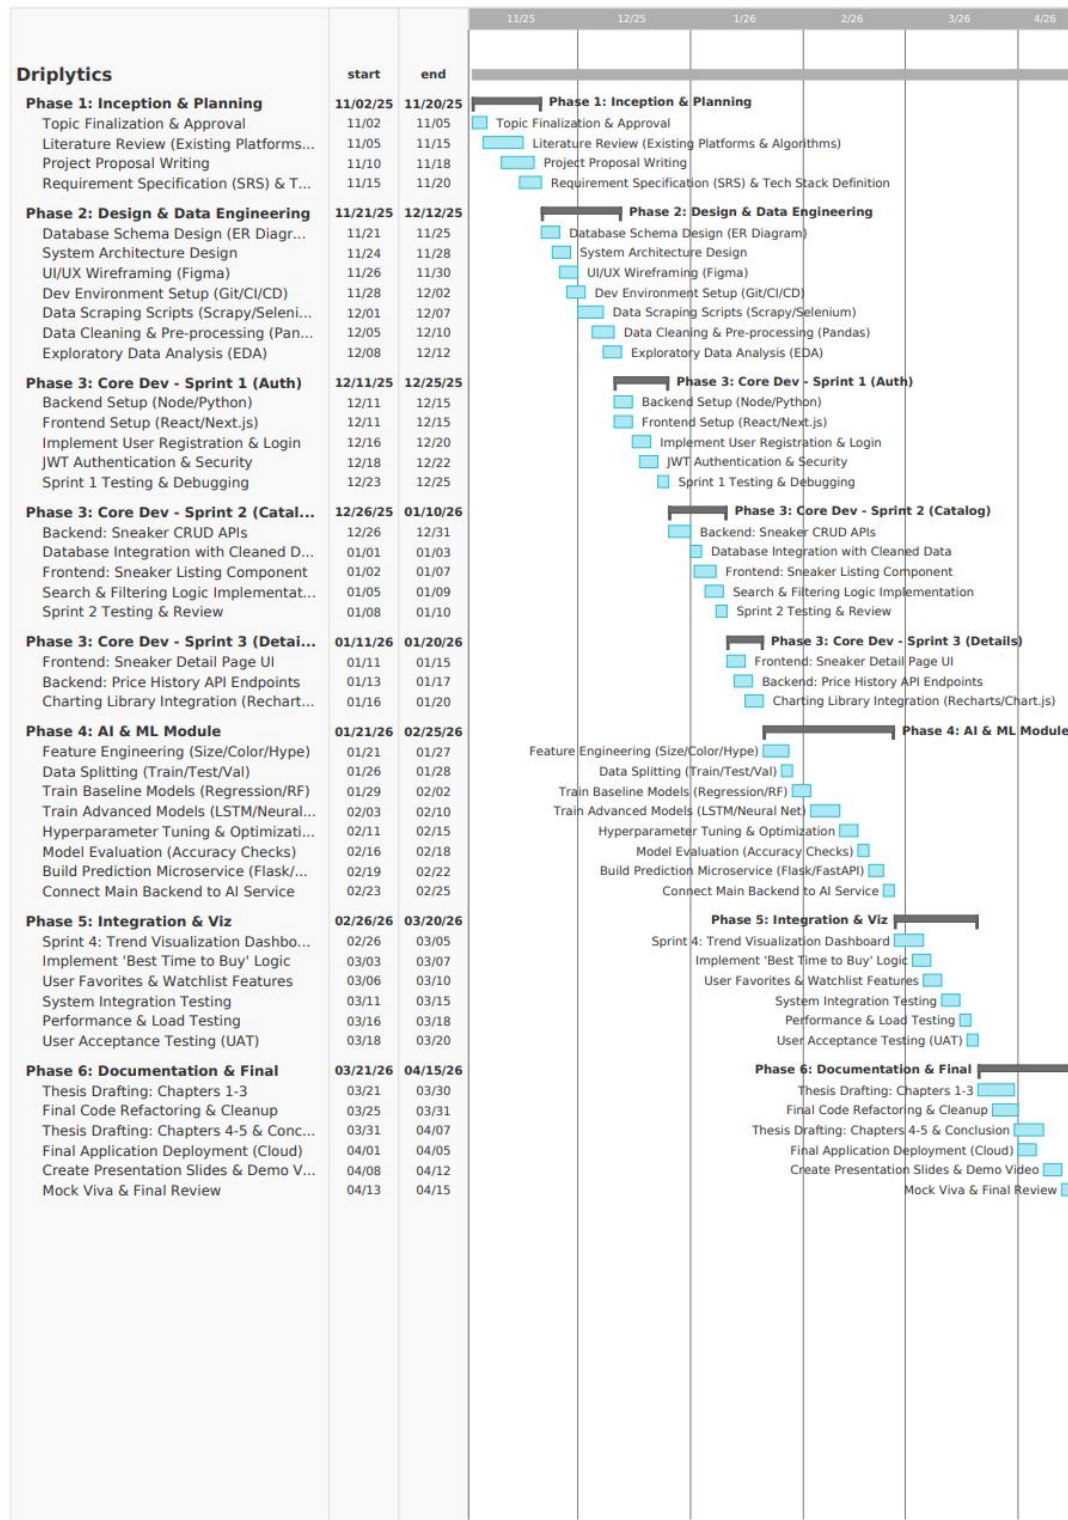 11/25 12/25 1/26 2/26 3/26 4/26
Driplytics start end
Phase 1: Inception & Planning 11/02/25 11/20/25 Phase 1: Inception & Planning
Topic Finalization & Approval 11/02 11/05 Topic Finalization & Approval
Literature Review (Existing Platforms... 11/05 11/15 Literature Review (Existing Platforms & Algorithms)
Project Proposal Writing 11/10 11/18 Project Proposal Writing
Requirement Specification (SRS) & T... 11/15 11/20 Requirement Specification (SRS) & Tech Stack Definition
Phase 2: Design & Data Engineering 11/21/25 12/12/25 Phase 2: Design & Data Engineering
Database Schema Design (ER Diagr... 11/21 11/25 Database Schema Design (ER Diagram)
System Architecture Design 11/24 11/28 System Architecture Design
UI/UX Wireframing (Figma) 11/26 11/30 UI/UX Wireframing (Figma)
Dev Environment Setup (Git/CI/CD) 11/28 12/02 Dev Environment Setup (Git/CI/CD)
Data Scraping Scripts (Scrapy/Seleni... 12/01 12/07 Data Scraping Scripts (Scrapy/Selenium)
Data Cleaning & Pre-processing (Pan... 12/05 12/10 Data Cleaning & Pre-processing (Pandas)
Exploratory Data Analysis (EDA) 12/08 12/12 Exploratory Data Analysis (EDA)
Phase 3: Core Dev - Sprint 1 (Auth) 12/11/25 12/25/25 Phase 3: Core Dev - Sprint 1 (Auth)
Backend Setup (Node/Python) 12/11 12/15 Backend Setup (Node/Python)
Frontend Setup (React/Next.js) 12/11 12/15 Frontend Setup (React/Next.js)
Implement User Registration & Login 12/16 12/20 Implement User Registration & Login
JWT Authentication & Security 12/18 12/22 JWT Authentication & Security
Sprint 1 Testing & Debugging 12/23 12/25 Sprint 1 Testing & Debugging
Phase 3: Core Dev - Sprint 2 (Catal... 12/26/25 01/10/26 Phase 3: Core Dev - Sprint 2 (Catalog)
Backend: Sneaker CRUD APIs 12/26 12/31 Backend: Sneaker CRUD APIs
Database Integration with Cleaned D... 01/01 01/03 Database Integration with Cleaned Data
Frontend: Sneaker Listing Component 01/02 01/07 Frontend: Sneaker Listing Component
Search & Filtering Logic Implementat... 01/05 01/09 Search & Filtering Logic Implementation
Sprint 2 Testing & Review 01/08 01/10 Sprint 2 Testing & Review
Phase 3: Core Dev - Sprint 3 (Detai... 01/11/26 01/20/26 Phase 3: Core Dev - Sprint 3 (Details)
Frontend: Sneaker Detail Page UI 01/11 01/15 Frontend: Sneaker Detail Page UI
Backend: Price History API Endpoints 01/13 01/17 Backend: Price History API Endpoints
Charting Library Integration (Rechart... 01/16 01/20 Charting Library Integration (Recharts/Chart.js)
Phase 4: AI & ML Module 01/21/26 02/25/26 Phase 4: AI & ML Module
Feature Engineering (Size/Color/Hype) 01/21 01/27 Feature Engineering (Size/Color/Hype)
Data Splitting (Train/Test/Val) 01/26 01/28 Data Splitting (Train/Test/Val)
Train Baseline Models (Regression/RF) 01/29 02/02 Train Baseline Models (Regression/RF)
Train Advanced Models (LSTM/Neural... 02/03 02/10 Train Advanced Models (LSTM/Neural Net)
Hyperparameter Tuning & Optimizati... 02/11 02/15 Hyperparameter Tuning & Optimization
Model Evaluation (Accuracy Checks) 02/16 02/18 Model Evaluation (Accuracy Checks)
Build Prediction Microservice (Flask/... 02/19 02/22 Build Prediction Microservice (Flask/FastAPI)
Connect Main Backend to AI Service 02/23 02/25 Connect Main Backend to AI Service
Phase 5: Integration & Viz 02/26/26 03/20/26 Phase 5: Integration & Viz
Sprint 4: Trend Visualization Dashbo... 02/26 03/05 Sprint 4: Trend Visualization Dashboard
Implement 'Best Time to Buy' Logic 03/03 03/07 Implement 'Best Time to Buy' Logic
User Favorites & Watchlist Features 03/06 03/10 User Favorites & Watchlist Features
System Integration Testing 03/11 03/15 System Integration Testing
Performance & Load Testing 03/16 03/18 Performance & Load Testing
User Acceptance Testing (UAT) 03/18 03/20 User Acceptance Testing (UAT)
Phase 6: Documentation & Final 03/21/26 04/15/26 Phase 6: Documentation & Final
Thesis Drafting: Chapters 1-3 03/21 03/30 Thesis Drafting: Chapters 1-3
Final Code Refactoring & Cleanup 03/25 03/31 Final Code Refactoring & Cleanup
Thesis Drafting: Chapters 4-5 & Conc... 03/31 04/07 Thesis Drafting: Chapters 4-5 & Conclusion
Final Application Deployment (Cloud) 04/01 04/05 Final Application Deployment (Cloud)
Create Presentation Slides & Demo V... 04/08 04/12 Create Presentation Slides & Demo Video
Mock Viva & Final Review 04/13 04/15 Mock Viva & Final Review